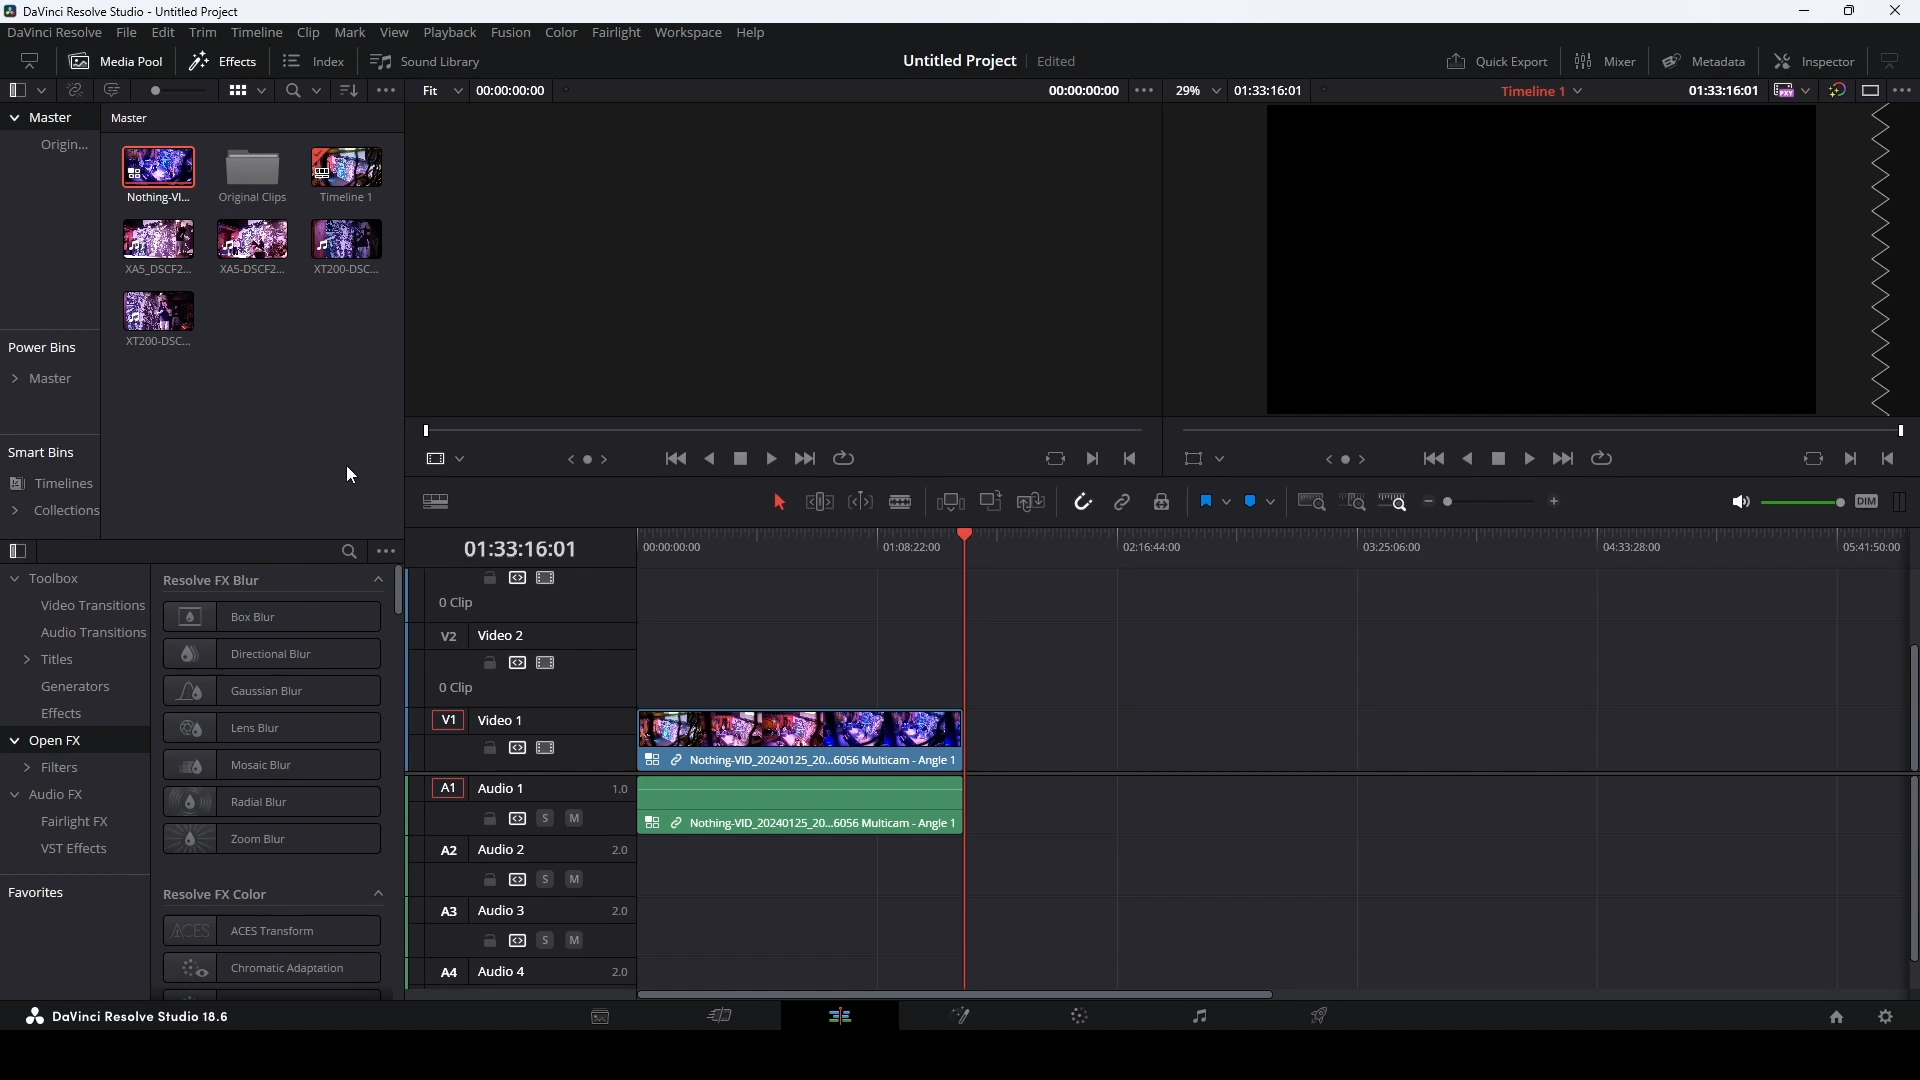 DaVinci Resolve Studio - Untitled Project
DaVinci Resolve File Edit Trim Timeline Clip Mark View Playback Fusion Color Fairlight Workspace Help
Media Pool Effects Index Sound Library Untitled Project Edited Quick Export Mixer Metadata Inspector
Fit 00:00:00:00 00:00:00:00 29% 01:33:16:01 Timeline 1 01:33:16:01 PXY
Master Master
Origin...
Nothing-VI... Original Clips Timeline 1
XA5_DSCF2... XA5-DSCF2... XT200-DSC...
XT200-DSC...
Power Bins
Master
Smart Bins
Timelines
Collections
DIM
01:33:16:01 00:00:00:00 01:08:22:00 02:16:44:00 03:25:06:00 04:33:28:00 05:41:50:00
Toolbox
Video Transitions
Audio Transitions
Titles
Generators
Effects
Open FX
Filters
Audio FX
Fairlight FX
VST Effects
Favorites
Resolve FX Blur
Box Blur
Directional Blur
Gaussian Blur
Lens Blur
Mosaic Blur
Radial Blur
Zoom Blur
Resolve FX Color
ACES ACES Transform
Chromatic Adaptation
0 Clip
V2 Video 2
0 Clip
V1 Video 1
Nothing-VID_20240125_20...6056 Multicam - Angle 1
A1 Audio 1 1.0
S M
Nothing-VID_20240125_20...6056 Multicam - Angle 1
A2 Audio 2 2.0
S M
A3 Audio 3 2.0
S M
A4 Audio 4 2.0
DaVinci Resolve Studio 18.6